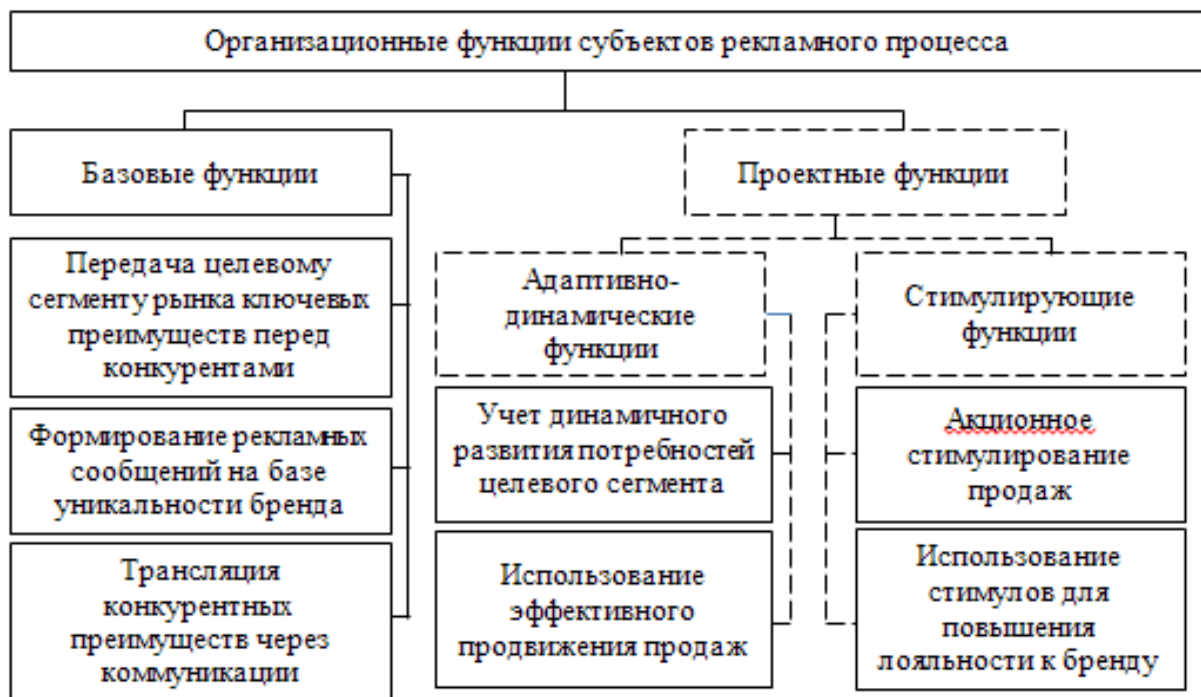 Организационные функции субъектов рекламного процесса
Базовые функции
Передача целевому
сегменту рынка ключевых
преимуществ перед
конкурентами
Формирование рекламных
сообщений на базе
уникальности бренда
Трансляция
конкурентных
преимуществ через
коммуникации
Проектные функции
Адаптивно-
динамические
функции
Учет динамичного
развития потребностей
целевого сегмента
Использование
эффективного
продвижения продаж
Стимулирующие
функции
Акционное
стимулирование
продаж
Использование
стимулов для
повышения
лояльности к бренду